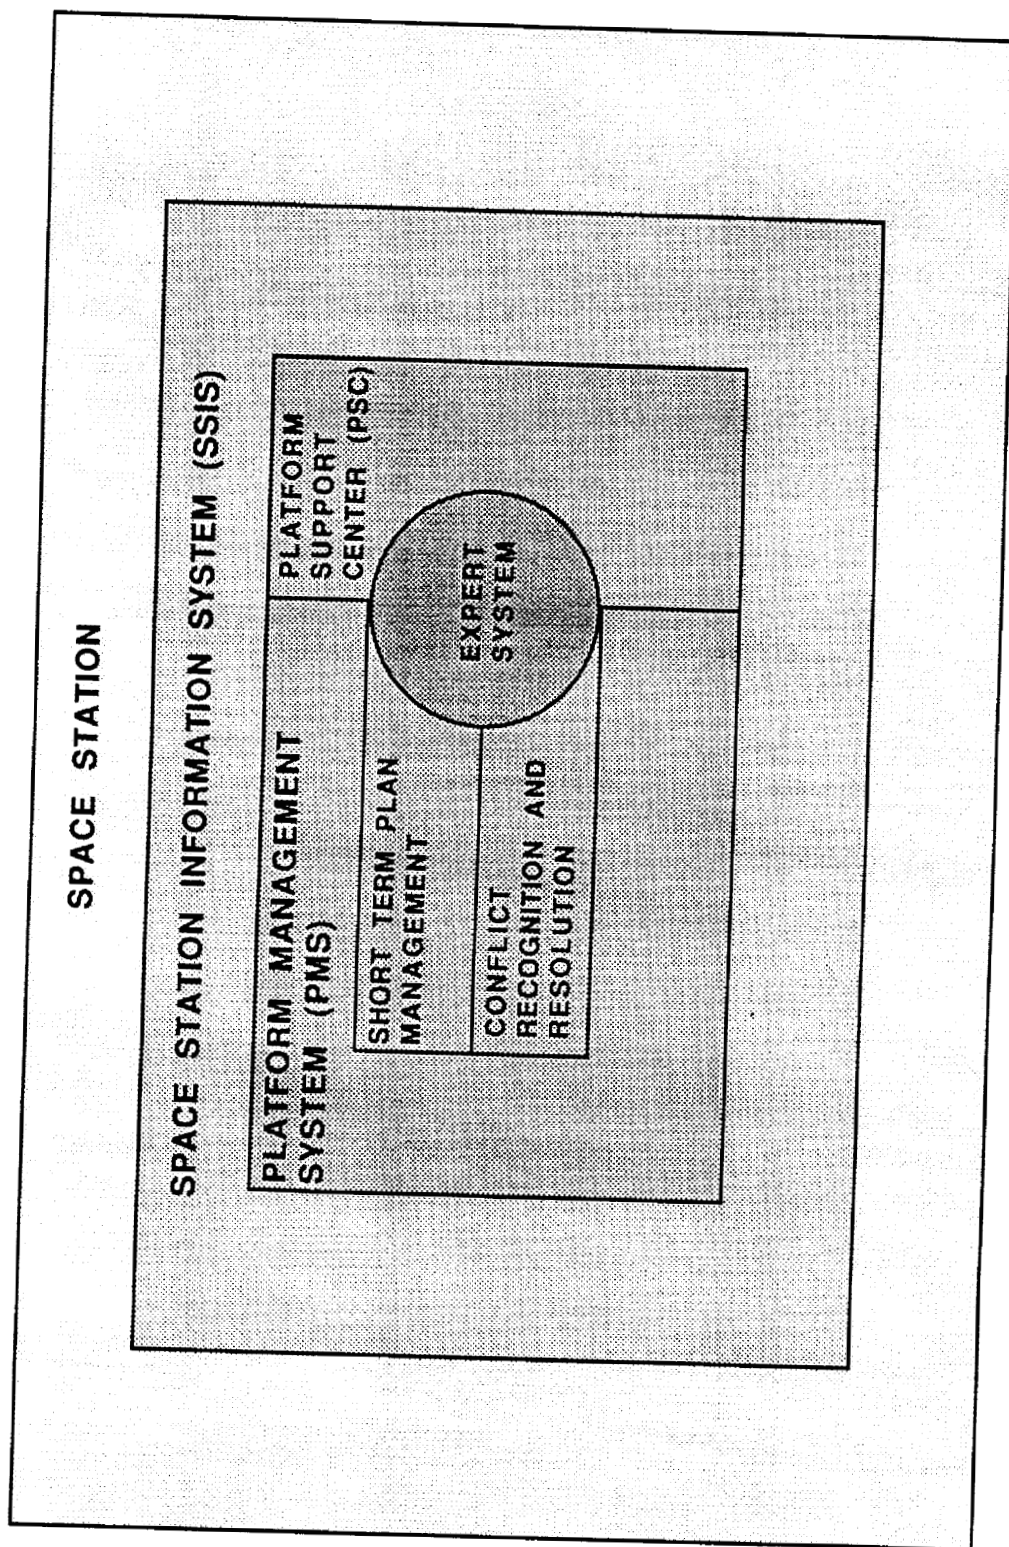 SPACE STATION
SPACE STATION INFORMATION SYSTEM (SSIS)
PLATFORM MANAGEMENT
SYSTEM (PMS)
PLATFORM
SUPPORT
CENTER (PSC)
SHORT TERM PLAN
MANAGEMENT
CONFLICT
RECOGNITION AND
RESOLUTION
EXPERT
SYSTEM